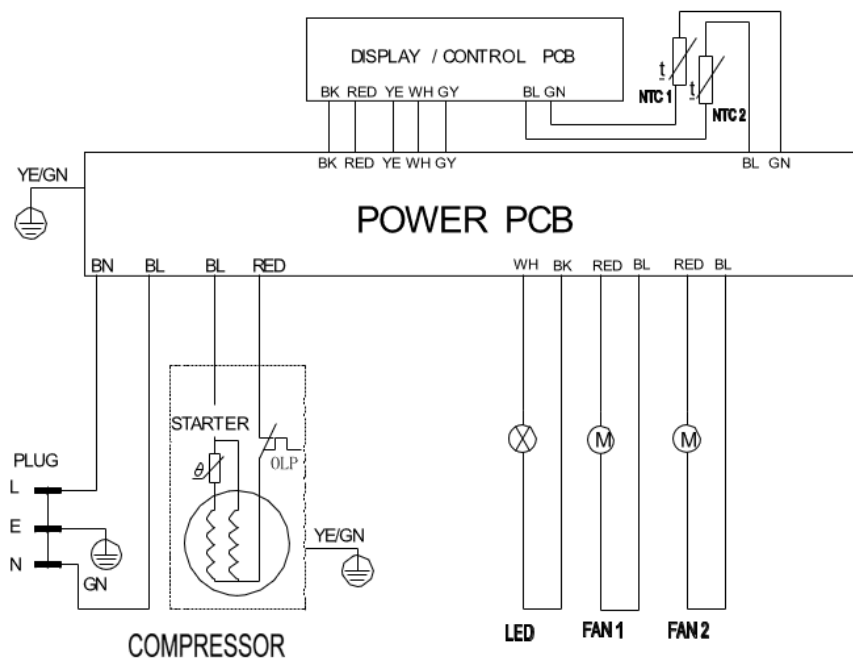 DISPLAY / CONTROL PCB
BK RED YE WH GY BL GN
t
NTC 1
t
NTC 2
BK RED YE WH GY BL GN
YE/GN
POWER PCB
BN BL BL RED WH BK RED BL RED BL
STARTER
θ
OLP
M
M
PLUG
L
E
N
GN
YE/GN
LED FAN 1 FAN 2
COMPRESSOR